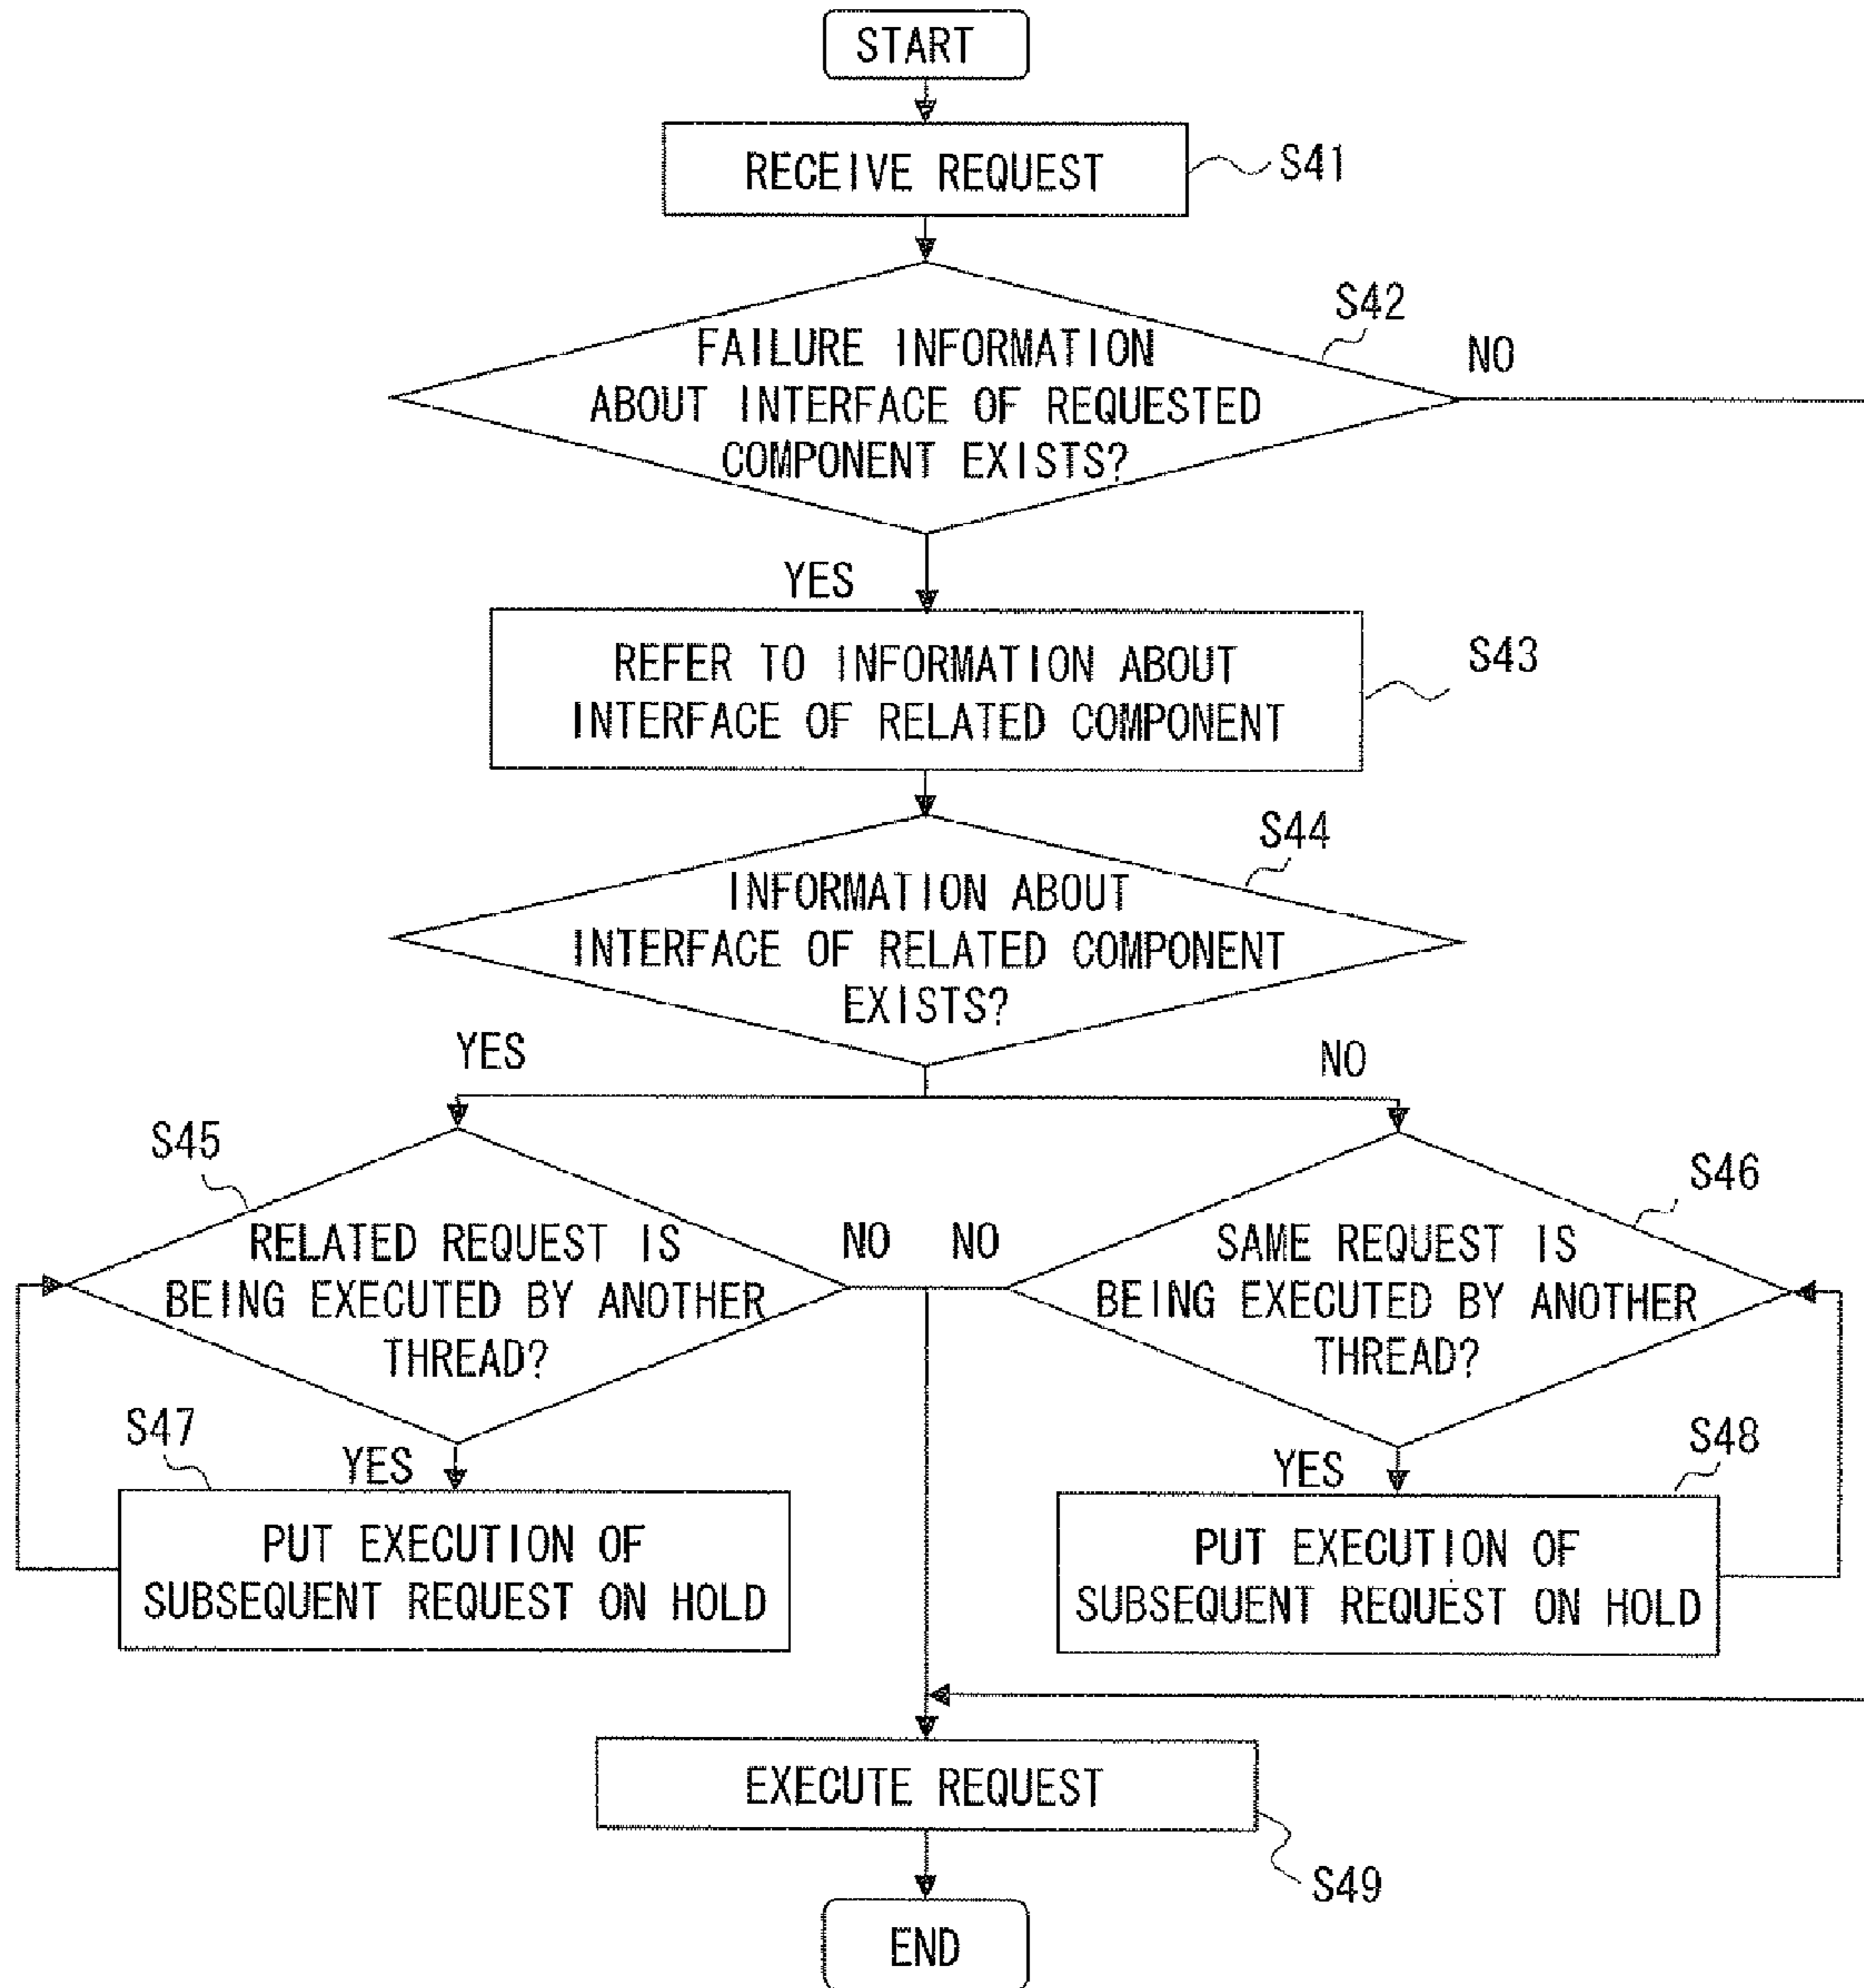 START
RECEIVE REQUEST
S41
S42
FAILURE INFORMATION
ABOUT INTERFACE OF REQUESTED
COMPONENT EXISTS?
NO
YES
REFER TO INFORMATION ABOUT
INTERFACE OF RELATED COMPONENT
S43
S44
INFORMATION ABOUT
INTERFACE OF RELATED COMPONENT
EXISTS?
YES
NO
S45
RELATED REQUEST IS
BEING EXECUTED BY ANOTHER
THREAD?
NO
NO
S46
SAME REQUEST IS
BEING EXECUTED BY ANOTHER
THREAD?
S47
YES
PUT EXECUTION OF
SUBSEQUENT REQUEST ON HOLD
S48
YES
PUT EXECUTION OF
SUBSEQUENT REQUEST ON HOLD
EXECUTE REQUEST
S49
END